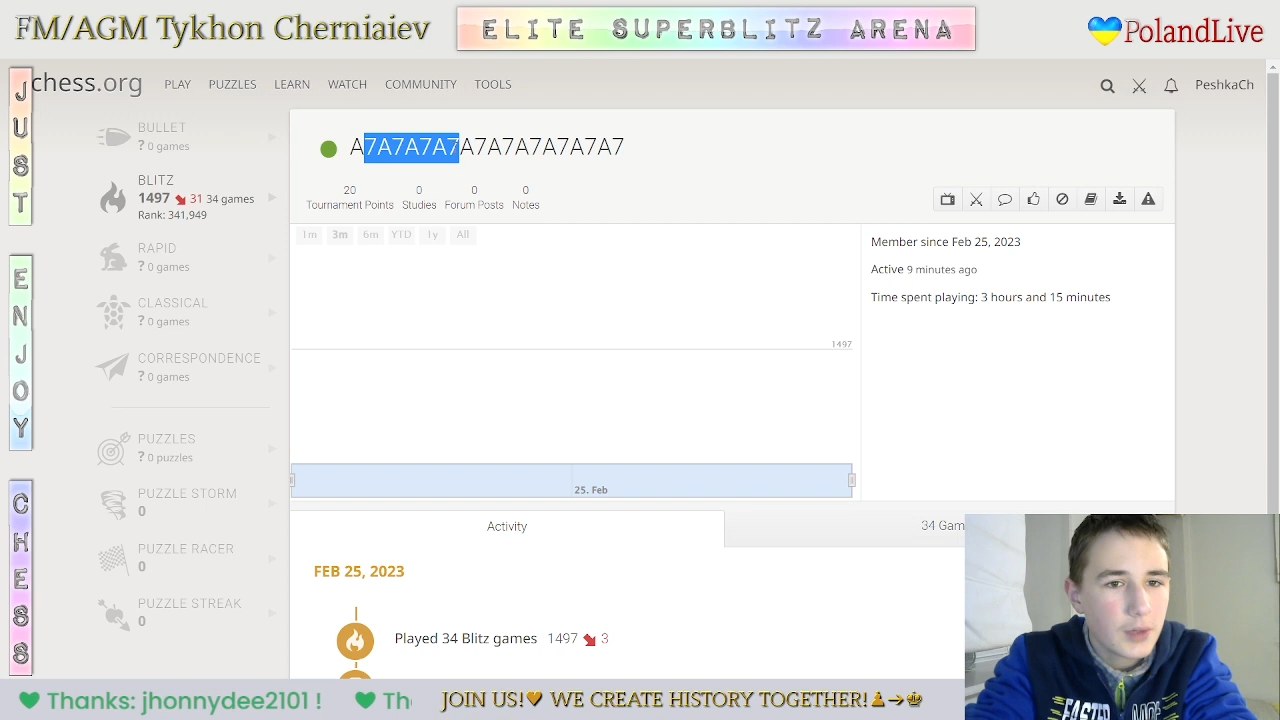 FM/AGM Tykhon Cherniaiev
ELITE SUPERBLITZ ARENA
PolandLive
JUST
ENJOY
CHESS
chess.org
PLAY
PUZZLES
LEARN
WATCH
COMMUNITY
TOOLS
PeshkaCh
BULLET
? 0 games
BLITZ
1497 31 34 games
Rank: 341,949
RAPID
? 0 games
CLASSICAL
? 0 games
CORRESPONDENCE
? 0 games
PUZZLES
? 0 puzzles
PUZZLE STORM
0
PUZZLE RACER
0
PUZZLE STREAK
0
A7A7A7A7A7A7A7A7A7A7
20
Tournament Points
0
Studies
0
Forum Posts
0
Notes
1m 3m 6m YTD 1y All
1497
25. Feb
Member since Feb 25, 2023
Active 9 minutes ago
Time spent playing: 3 hours and 15 minutes
Activity
34 Gam
FEB 25, 2023
Played 34 Blitz games 1497 3
FASTER
Thanks: jhonnydee2101 !
Th
JOIN US! WE CREATE HISTORY TOGETHER!